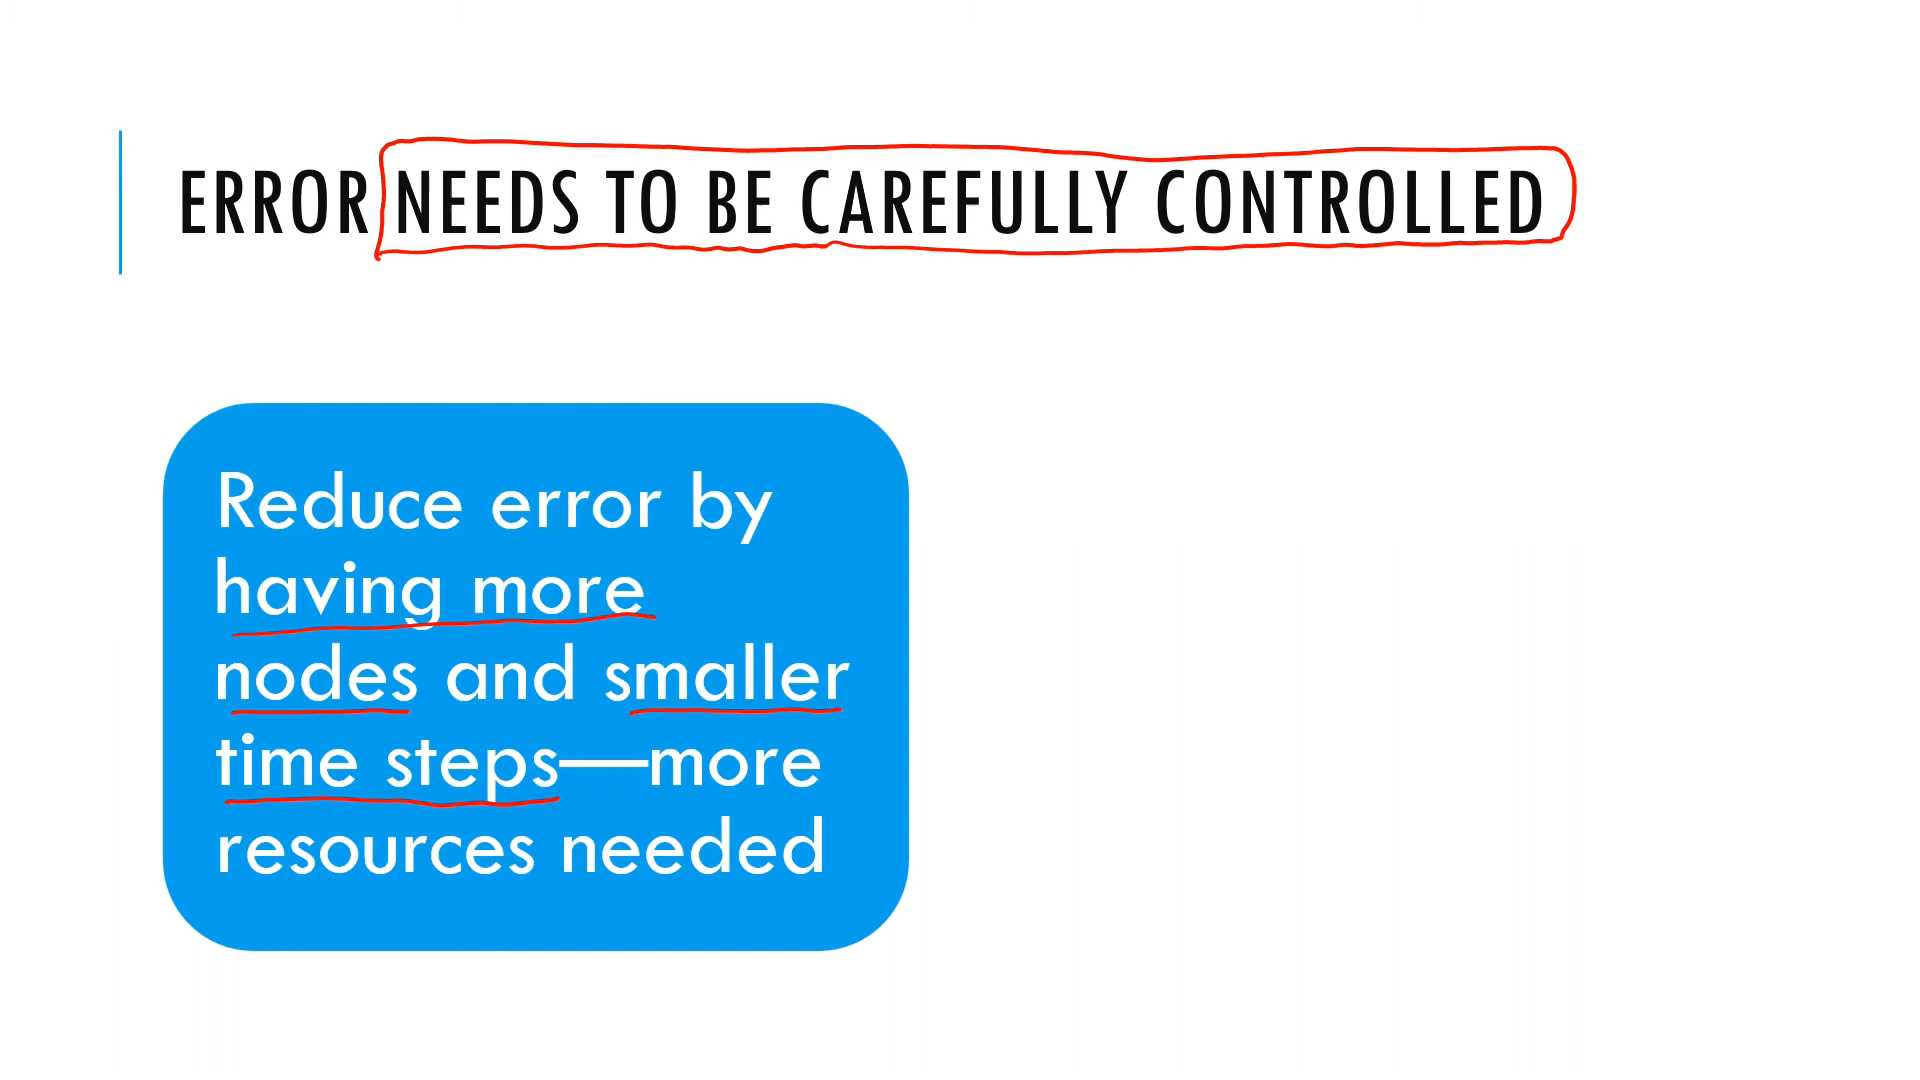 ERROR NEEDS TO BE CAREFULLY CONTROLLED
Reduce error by
having more
nodes and smaller
time steps—more
resources needed